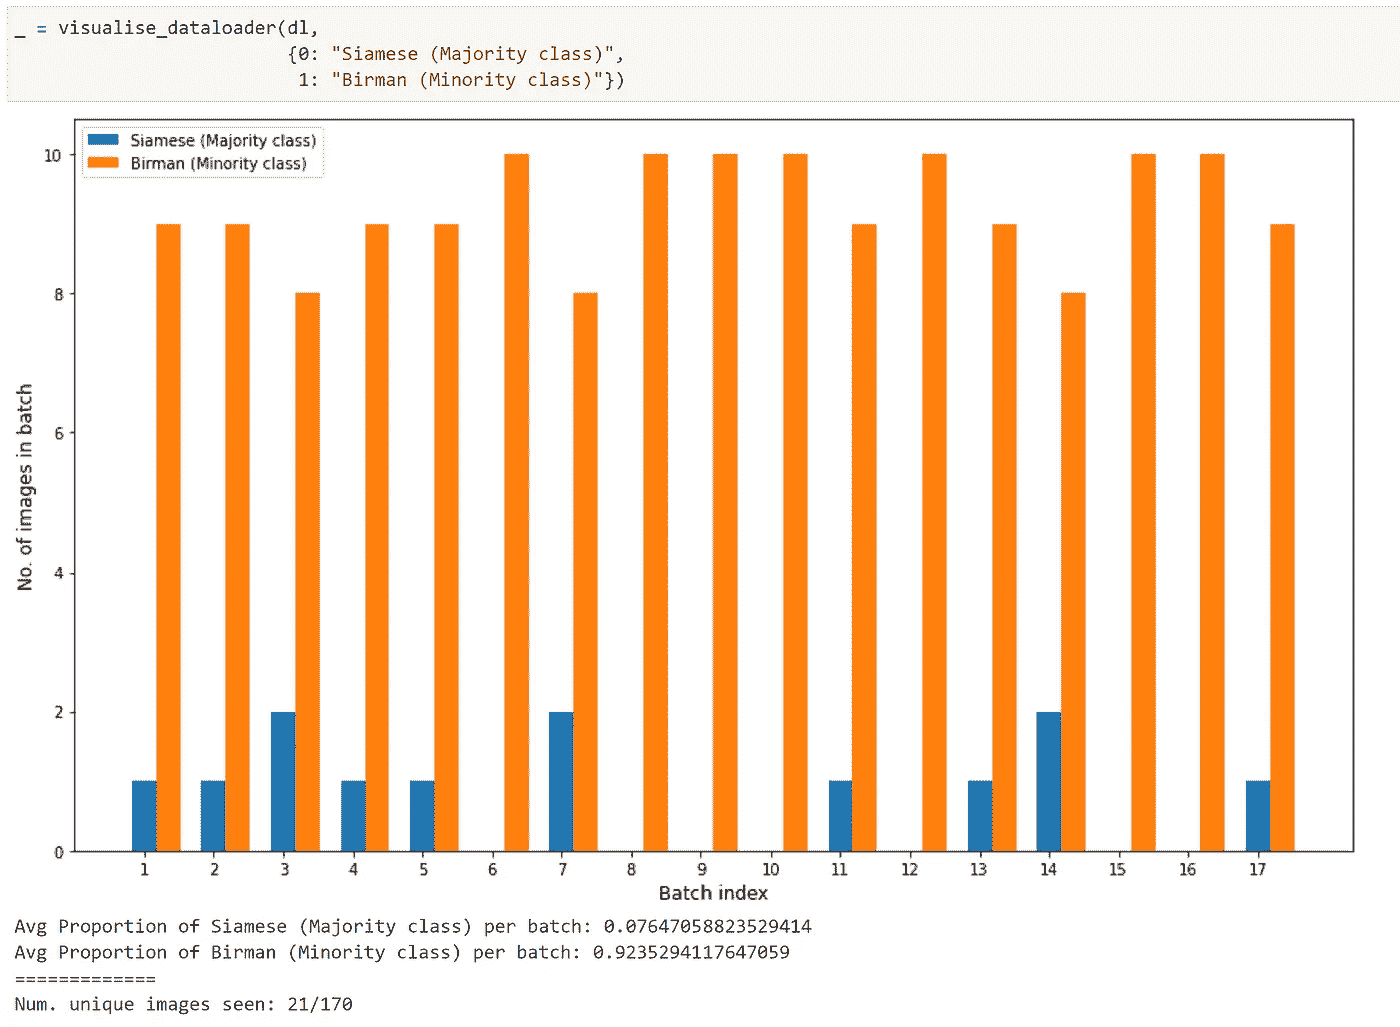 _ = visualise_dataloader(dl,
{0: "Siamese (Majority class)",
1: "Birman (Minority class)"})
Siamese (Majority class)
Birman (Minority class)
10
8
6
4
2
0
No. of images in batch
1 2 3 4 5 6 7 8 9 10 11 12 13 14 15 16 17
Batch index
Avg Proportion of Siamese (Majority class) per batch: 0.07647058823529414
Avg Proportion of Birman (Minority class) per batch: 0.9235294117647059
=============
Num. unique images seen: 21/170